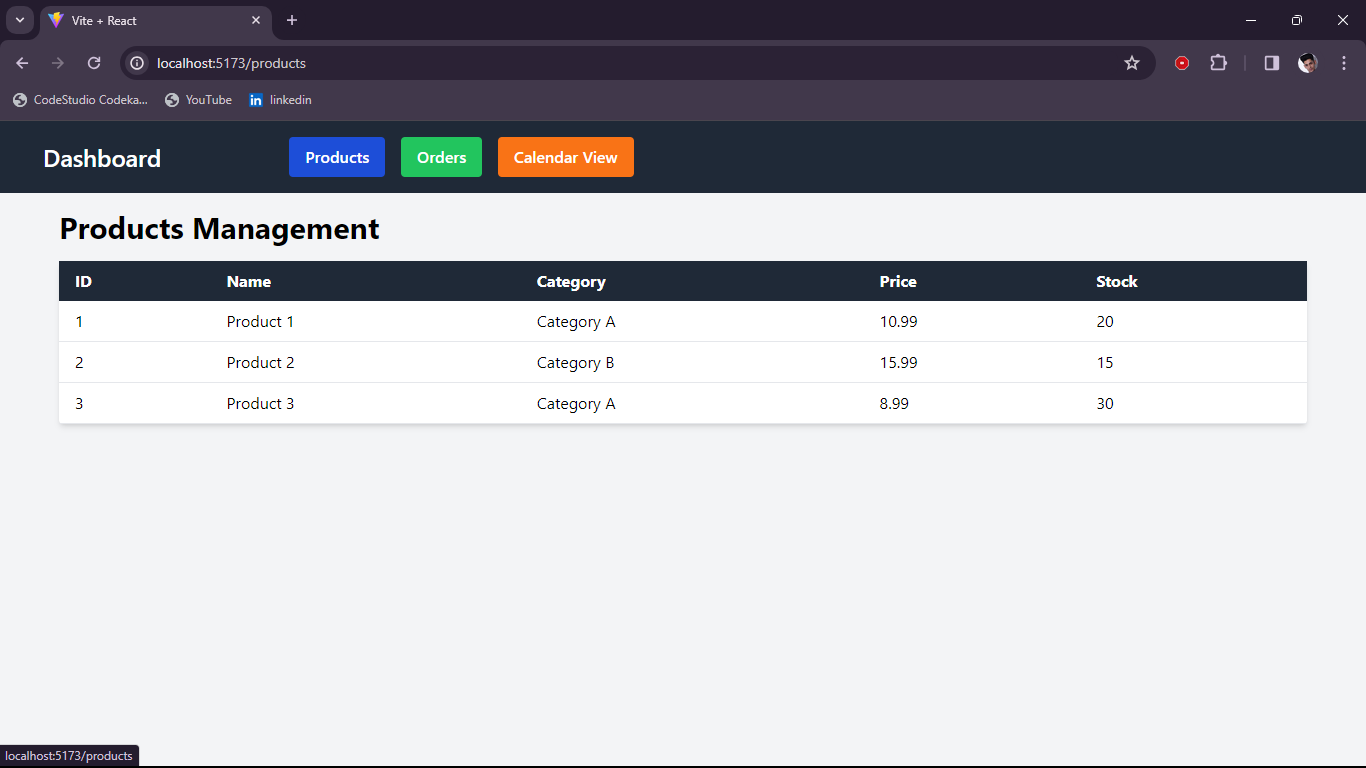 Vite + React
localhost:5173/products
CodeStudio Codeka... YouTube linkedin
Dashboard Products Orders Calendar View
Products Management
ID Name Category Price Stock
1 Product 1 Category A 10.99 20
2 Product 2 Category B 15.99 15
3 Product 3 Category A 8.99 30
localhost:5173/products